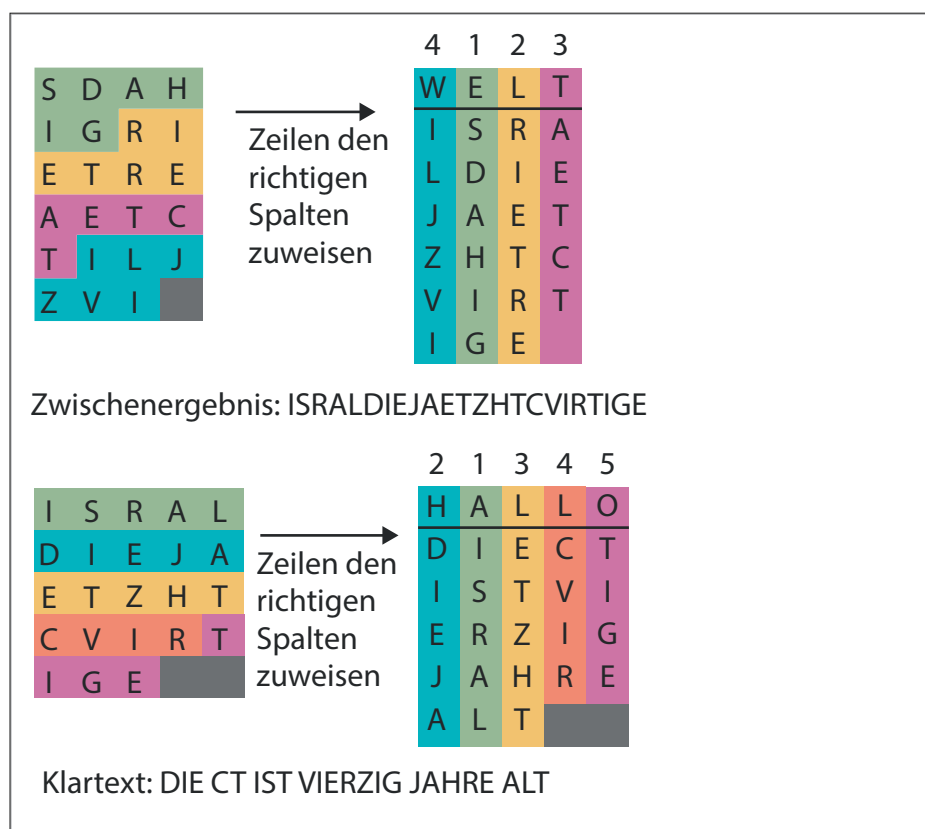 S D A H
I G R I
E T R E
A E T C
T I L J
Z V I
Zeilen den
richtigen
Spalten
zuweisen
4 1 2 3
W E L T
I S R A
L D I E
J A E T
Z H T C
V I R T
I G E
Zwischenergebnis: ISRALDIEJAETZHTCVIRTIGE
I S R A L
D I E J A
E T Z H T
C V I R T
I G E
Zeilen den
richtigen
Spalten
zuweisen
2 1 3 4 5
H A L L O
D I E C T
I S T V I
E R Z I G
J A H R E
A L T
Klartext: DIE CT IST VIERZIG JAHRE ALT